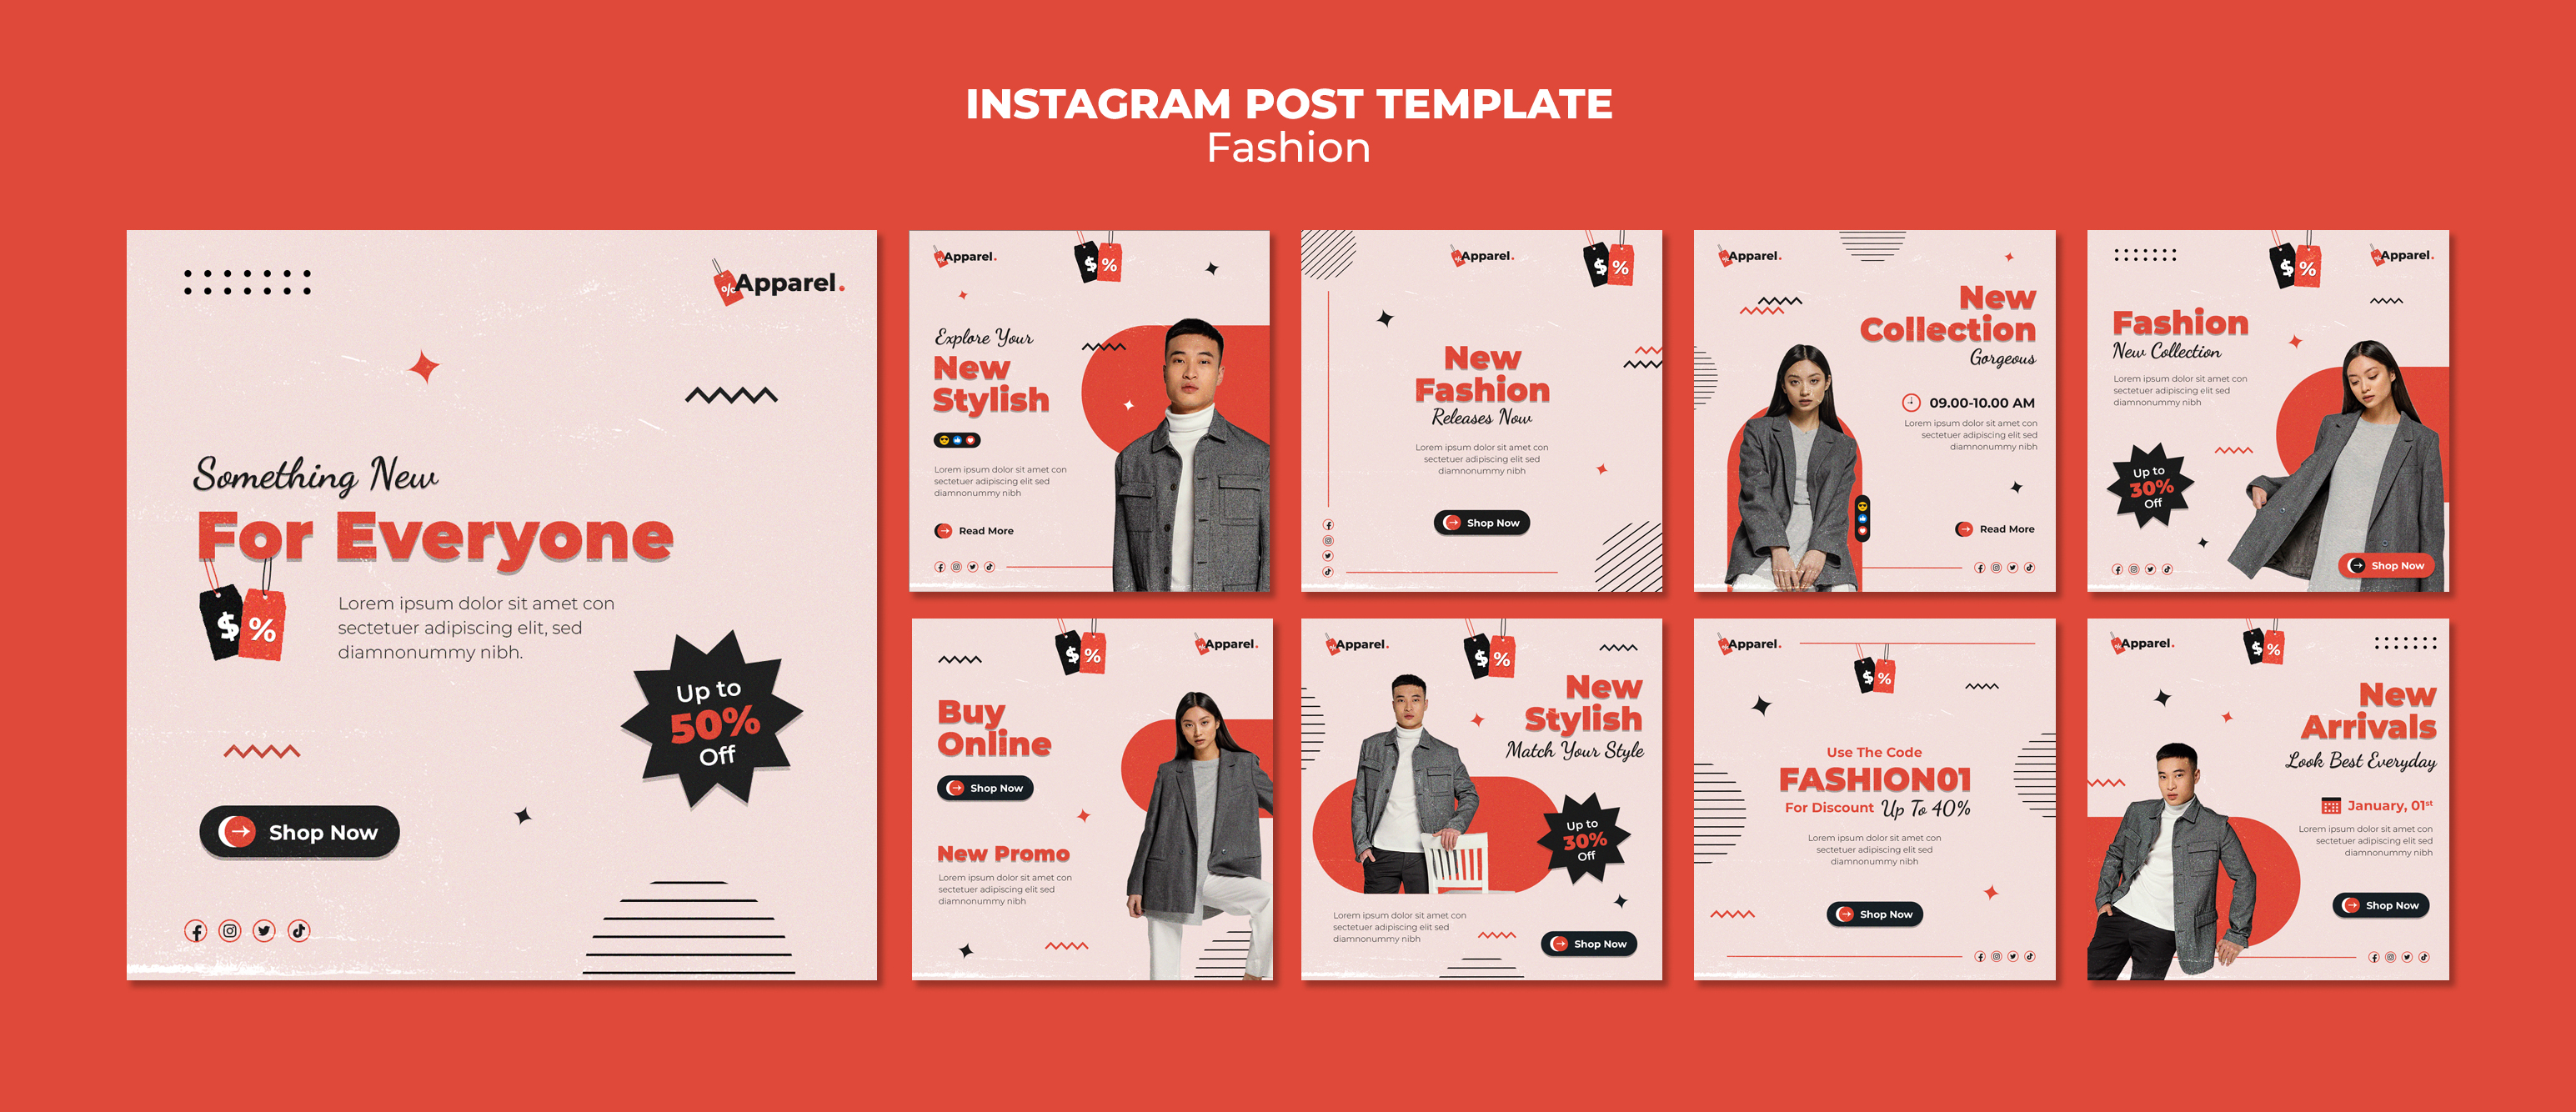 INSTAGRAM POST TEMPLATE
Fashion
% Apparel.
Something New
For Everyone
$ %
Lorem ipsum dolor sit amet con
sectetuer adipiscing elit, sed
diamnonummy nibh.
Up to
50%
Off
Shop Now
% Apparel.
$ %
Explore Your
New
Stylish
Lorem ipsum dolor sit amet con
sectetuer adipiscing elit sed
diamnonummy nibh
Read More
% Apparel.
$ %
New
Fashion
Releases Now
Lorem ipsum dolor sit amet con
sectetuer adipiscing elit sed
diamnonummy nibh
Shop Now
% Apparel.
New
Collection
Gorgeous
09.00-10.00 AM
Lorem ipsum dolor sit amet con
sectetuer adipiscing elit sed
diamnonummy nibh
Read More
$ %
% Apparel.
Fashion
New Collection
Lorem ipsum dolor sit amet con
sectetuer adipiscing elit sed
diamnonummy nibh
Up to
30%
Off
Shop Now
$ %
% Apparel.
Buy
Online
Shop Now
New Promo
Lorem ipsum dolor sit amet con
sectetuer adipiscing elit sed
diamnonummy nibh
% Apparel.
$ %
New
Stylish
Match Your Style
Up to
30%
Off
Lorem ipsum dolor sit amet con
sectetuer adipiscing elit sed
diamnonummy nibh
Shop Now
% Apparel.
$ %
Use The Code
FASHION01
For Discount Up To 40%
Lorem ipsum dolor sit amet con
sectetuer adipiscing elit sed
diamnonummy nibh
Shop Now
% Apparel.
$ %
New
Arrivals
Look Best Everyday
January, 01st
Lorem ipsum dolor sit amet con
sectetuer adipiscing elit sed
diamnonummy nibh
Shop Now